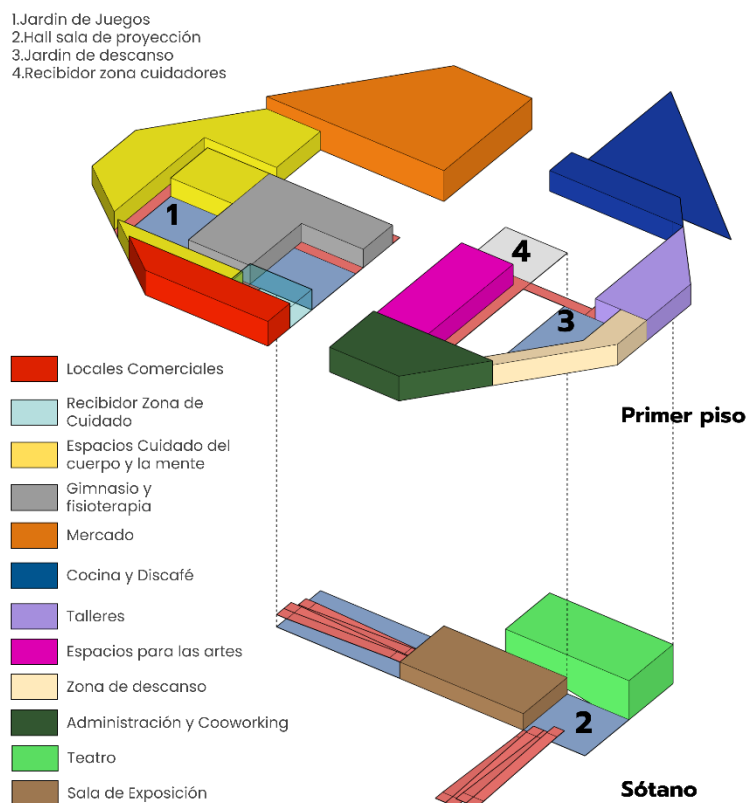 1.Jardin de Juegos
2.Hall sala de proyección
3.Jardin de descanso
4.Recibidor zona cuidadores
1
4
3
Primer piso
Locales Comerciales
Recibidor Zona de
Cuidado
Espacios Cuidado del
cuerpo y la mente
Gimnasio y
fisioterapia
Mercado
Cocina y Discafé
Talleres
Espacios para las artes
Zona de descanso
Administración y Cooworking
Teatro
Sala de Exposición
2
Sótano